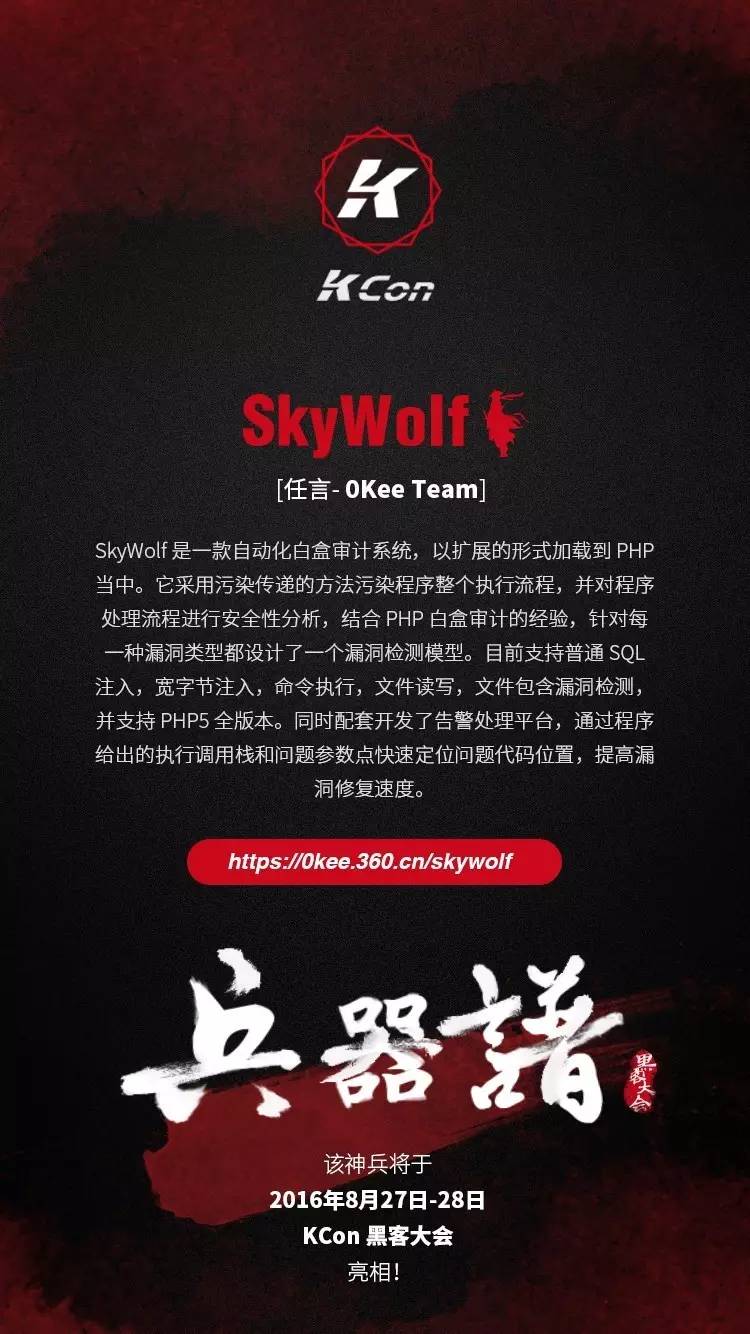 K
KCon
SkyWolf
[任言- 0Kee Team]
SkyWolf 是一款自动化白盒审计系统，以扩展的形式加载到 PHP
当中。它采用污染传递的方法污染程序整个执行流程，并对程序
处理流程进行安全性分析，结合 PHP 白盒审计的经验，针对每
一种漏洞类型都设计了一个漏洞检测模型。目前支持普通 SQL
注入，宽字节注入，命令执行，文件读写，文件包含漏洞检测，
并支持 PHP5 全版本。同时配套开发了告警处理平台，通过程序
给出的执行调用栈和问题参数点快速定位问题代码位置，提高漏
洞修复速度。
https://0kee.360.cn/skywolf
兵器譜
黑客大会
该神兵将于
2016年8月27日-28日
KCon 黑客大会
亮相！